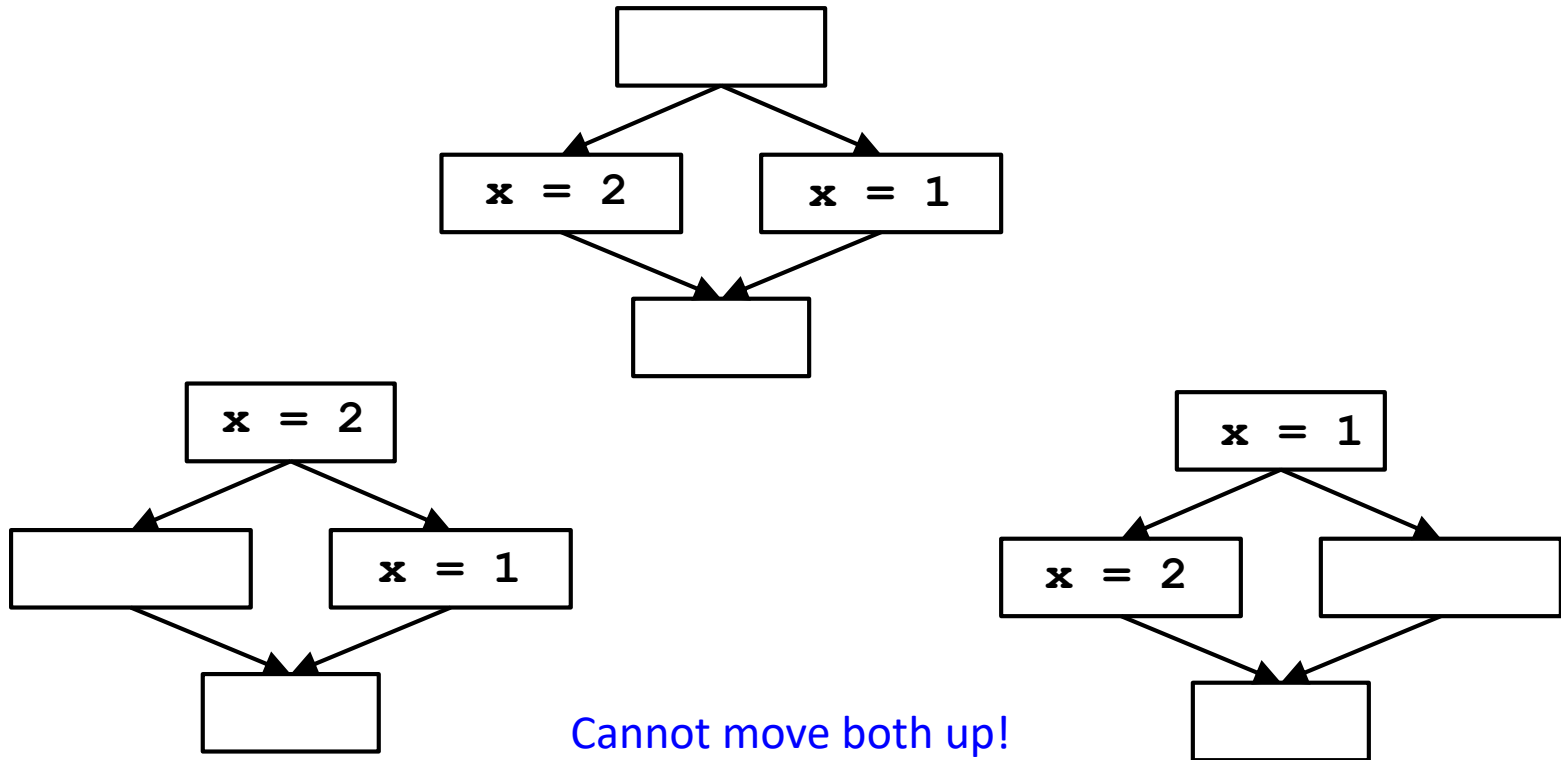 x = 2
x = 1
x = 2
x = 1
x = 1
x = 2
Cannot move both up!